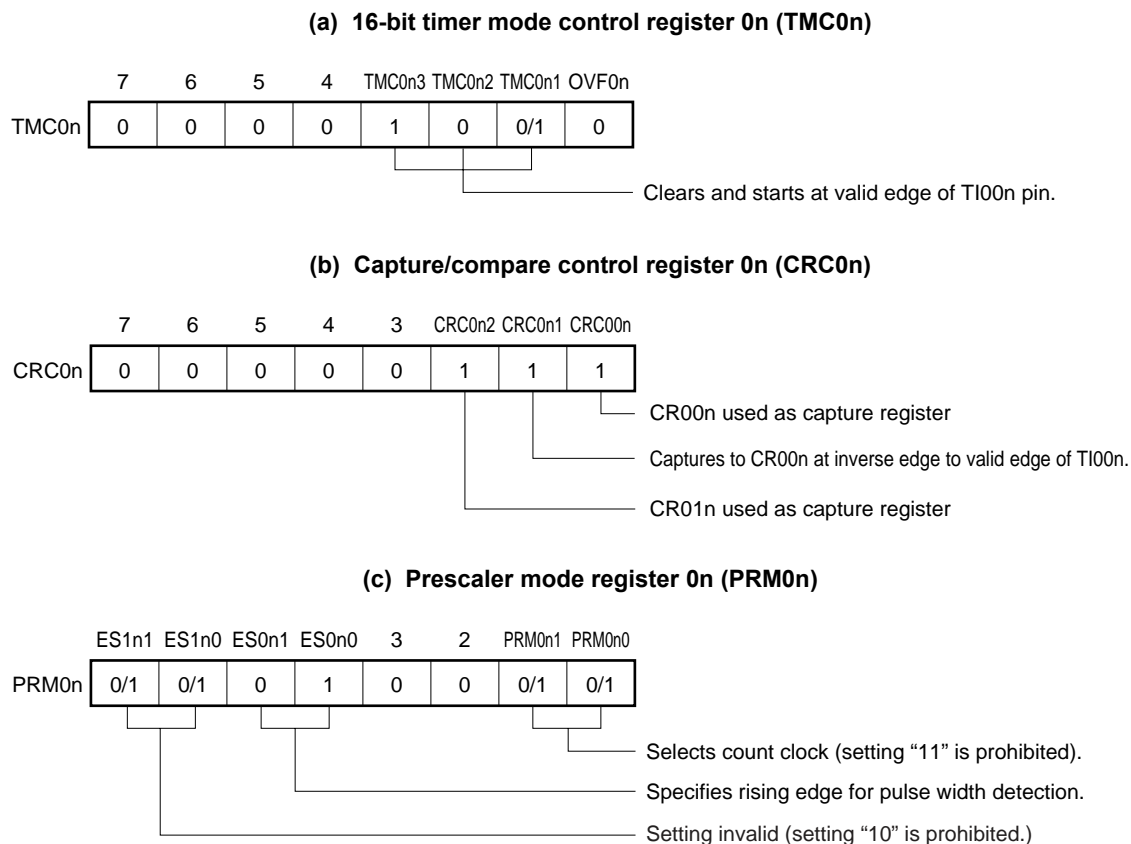 (a) 16-bit timer mode control register 0n (TMC0n)
7 6 5 4 TMC0n3 TMC0n2 TMC0n1 OVF0n
TMC0n 0 0 0 0 1 0 0/1 0
Clears and starts at valid edge of TI00n pin.
(b) Capture/compare control register 0n (CRC0n)
7 6 5 4 3 CRC0n2 CRC0n1 CRC00n
CRC0n 0 0 0 0 0 1 1 1
CR00n used as capture register
Captures to CR00n at inverse edge to valid edge of TI00n.
CR01n used as capture register
(c) Prescaler mode register 0n (PRM0n)
ES1n1 ES1n0 ES0n1 ES0n0 3 2 PRM0n1 PRM0n0
PRM0n 0/1 0/1 0 1 0 0 0/1 0/1
Selects count clock (setting “11” is prohibited).
Specifies rising edge for pulse width detection.
Setting invalid (setting “10” is prohibited.)